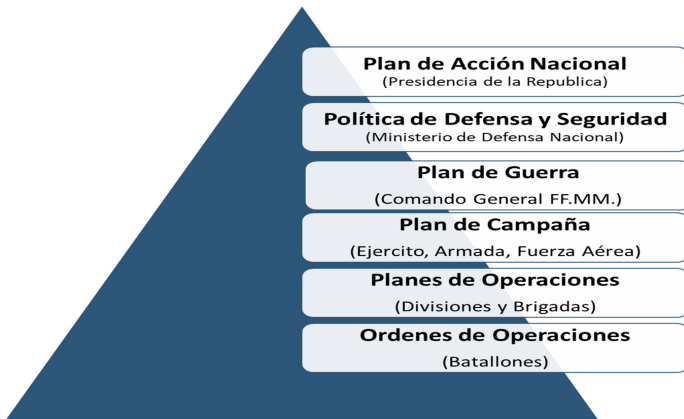 Plan de Acción Nacional
(Presidencia de la Republica)
Política de Defensa y Seguridad
(Ministerio de Defensa Nacional)
Plan de Guerra
(Comando General FF.MM.)
Plan de Campaña
(Ejercito, Armada, Fuerza Aérea)
Planes de Operaciones
(Divisiones y Brigadas)
Ordenes de Operaciones
(Batallones)